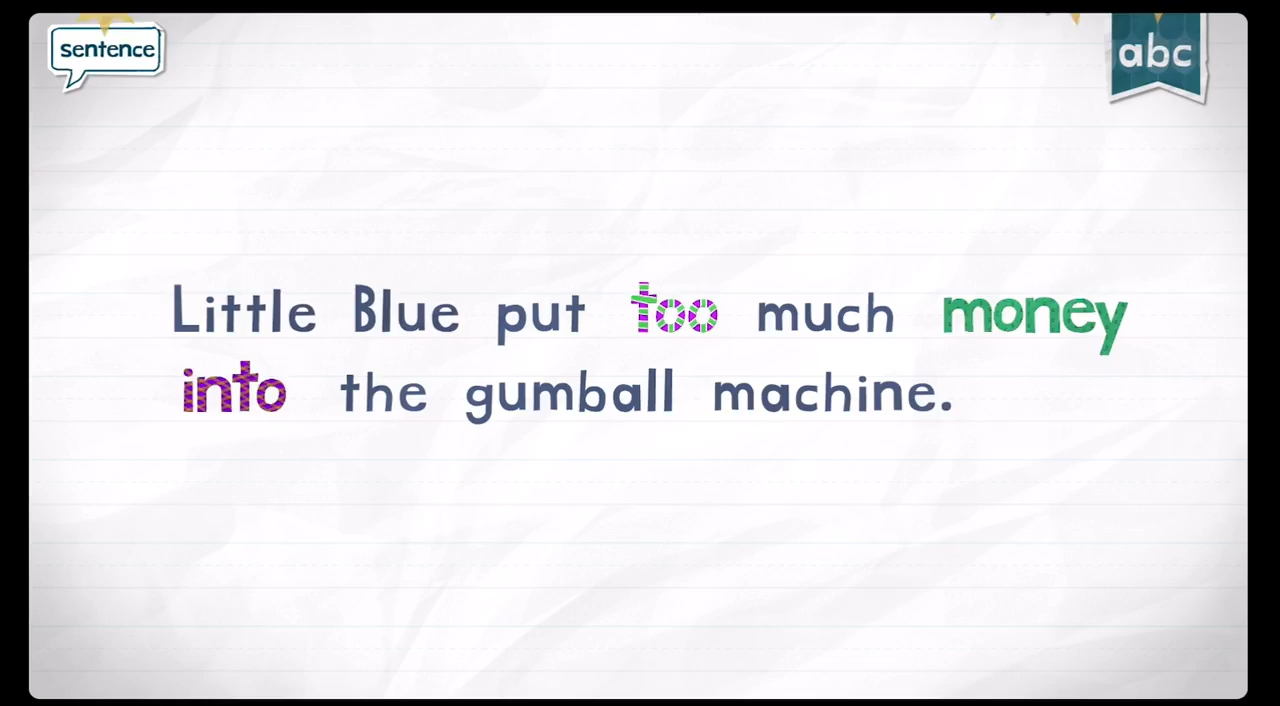 sentence
abc
Little Blue put too much money
into the gumball machine.